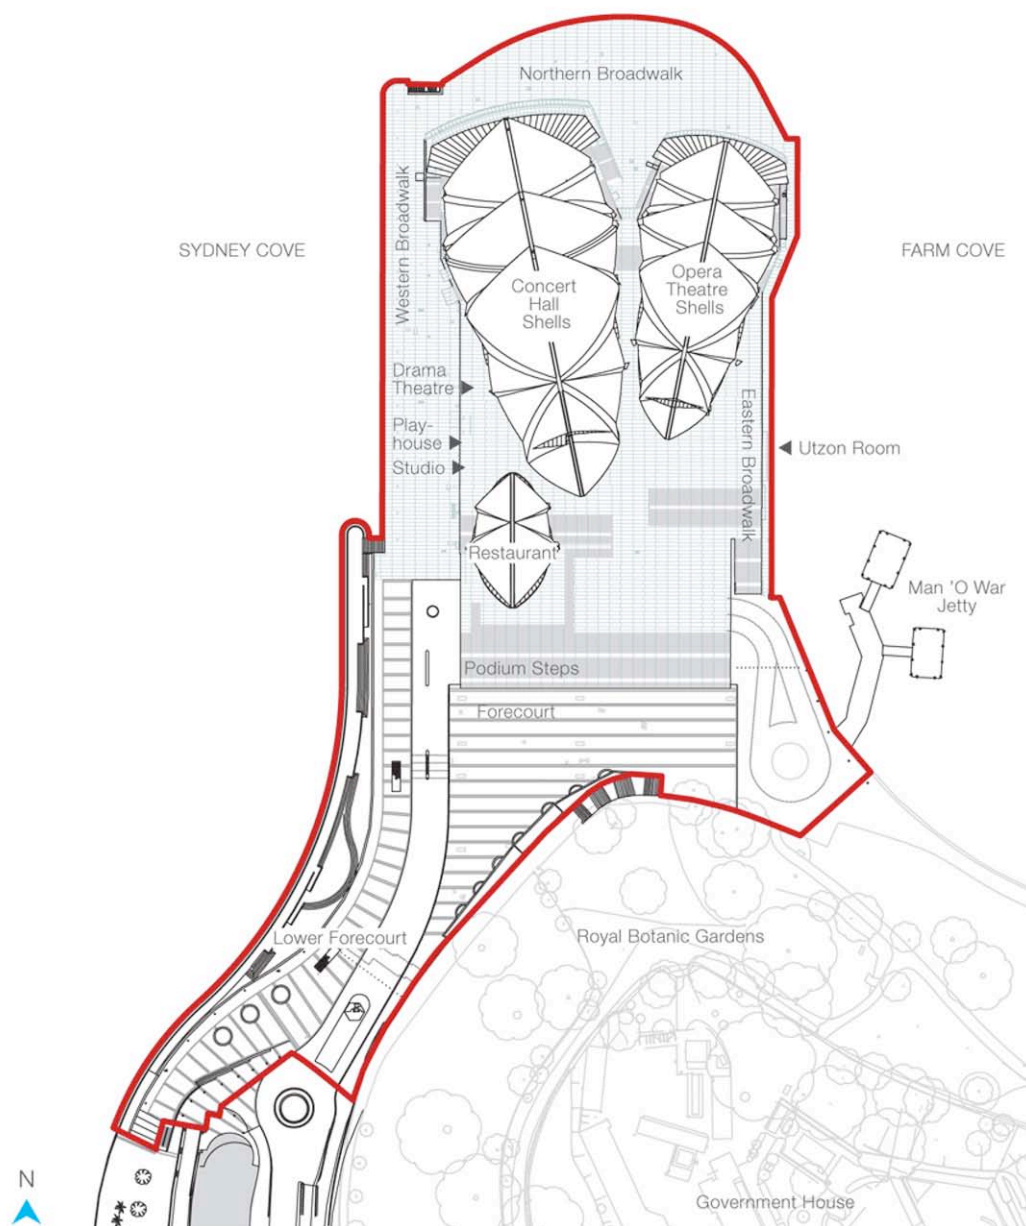 Northern Broadwalk
Western Broadwalk
SYDNEY COVE
FARM COVE
Concert
Hall
Shells
Opera
Theatre
Shells
Drama
Theatre
Play-
house
Studio
Eastern Broadwalk
Utzon Room
Restaurant
Man 'O War
Jetty
Podium Steps
Forecourt
Lower Forecourt
Royal Botanic Gardens
N
Government House